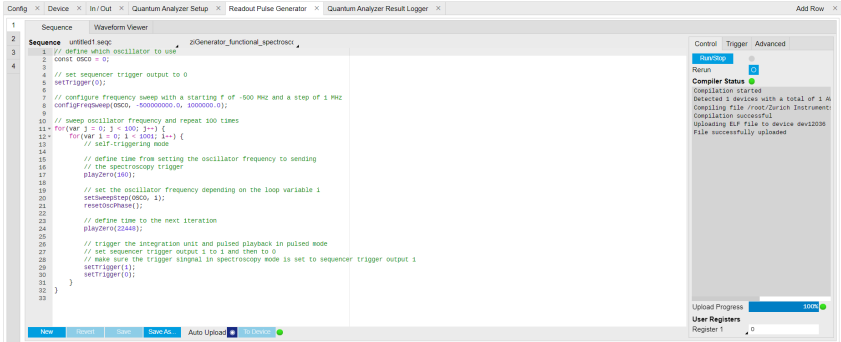 Config × Device × In / Out × Quantum Analyzer Setup × Readout Pulse Generator × Quantum Analyzer Result Logger × Add Row ×
1
2
3
4
Sequence Waveform Viewer
Sequence untitled1.seqc ziGenerator_functional_spectrosc
1 // define which oscillator to use
2 const OSC0 = 0;
3
4 // set sequencer trigger output to 0
5 setTrigger(0);
6
7 // configure frequency sweep with a starting f of -500 MHz and a step of 1 MHz
8 configFreqSweep(OSC0, -500000000.0, 1000000.0);
9
10 // sweep oscillator frequency and repeat 100 times
11 for(var j = 0; j < 100; j++) {
12 for(var i = 0; i < 1001; i++) {
13 // self-triggering mode
14
15 // define time from setting the oscillator frequency to sending
16 // the spectroscopy trigger
17 playZero(160);
18
19 // set the oscillator frequency depending on the loop variable i
20 setSweepStep(OSC0, i);
21 resetOscPhase();
22
23 // define time to the next iteration
24 playZero(22448);
25
26 // trigger the integration unit and pulsed playback in pulsed mode
27 // set sequencer trigger output 1 to 1 and then to 0
28 // make sure the trigger singnal in spectroscopy mode is set to sequencer trigger output 1
29 setTrigger(1);
30 setTrigger(0);
31 }
32 }
33
New Revert Save Save As... Auto Upload To Device
Control Trigger Advanced
Run/Stop
Rerun
Compiler Status
Compilation started
Detected 1 devices with a total of 1 AW
Compiling file /root/Zurich Instruments
Compilation successful
Uploading ELF file to device dev12036
File successfully uploaded
Upload Progress 100%
User Registers
Register 1 0